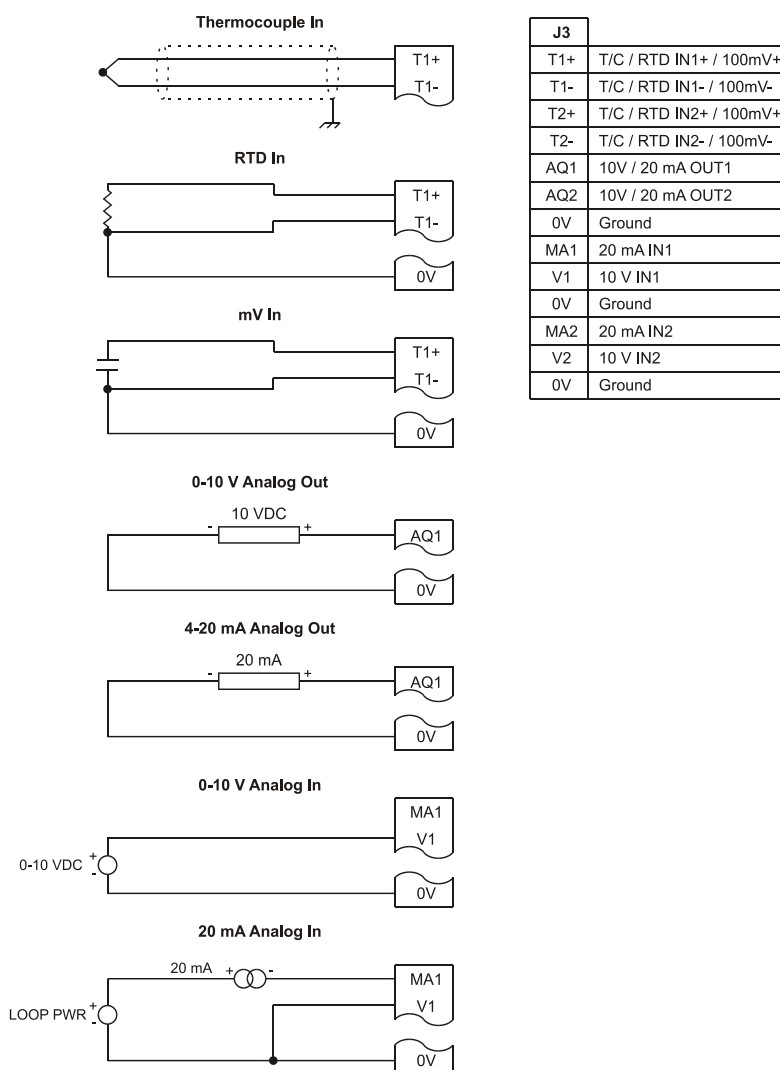 Thermocouple In
T1+
T1-
RTD In
T1+
T1-
0V
mV In
T1+
T1-
0V
0-10 V Analog Out
- 10 VDC +
AQ1
0V
4-20 mA Analog Out
- 20 mA +
AQ1
0V
0-10 V Analog In
MA1
V1
0-10 VDC + -
0V
20 mA Analog In
20 mA + -
MA1
V1
LOOP PWR + -
0V
J3
T1+ T/C / RTD IN1+ / 100mV+
T1- T/C / RTD IN1- / 100mV-
T2+ T/C / RTD IN2+ / 100mV+
T2- T/C / RTD IN2- / 100mV-
AQ1 10V / 20 mA OUT1
AQ2 10V / 20 mA OUT2
0V Ground
MA1 20 mA IN1
V1 10 V IN1
0V Ground
MA2 20 mA IN2
V2 10 V IN2
0V Ground